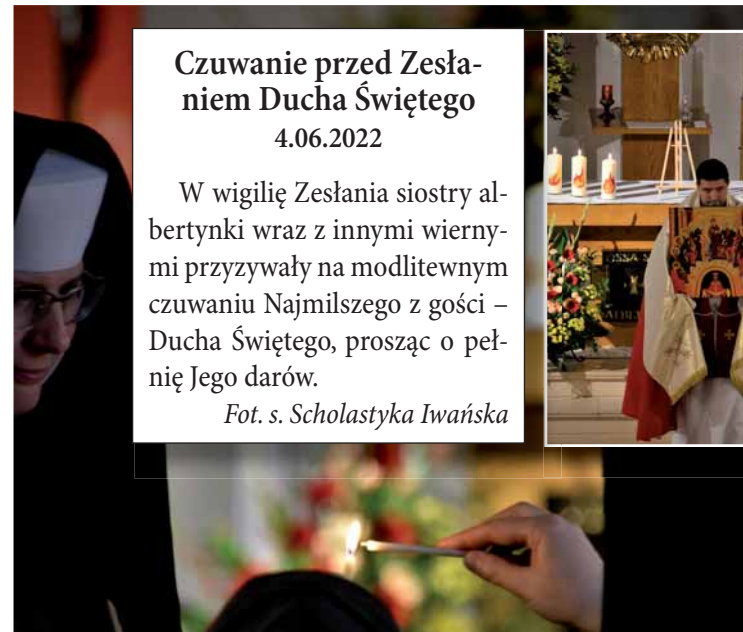 Czuwanie przed Zesła-
niem Ducha Świętego
4.06.2022
W wigilię Zesłania siostry al-
bertynki wraz z innymi wierny-
mi przyzywały na modlitewnym
czuwaniu Najmilszego z gości –
Ducha Świętego, prosząc o peł-
nię Jego darów.
Fot. s. Scholastyka Iwańska
OSSA S